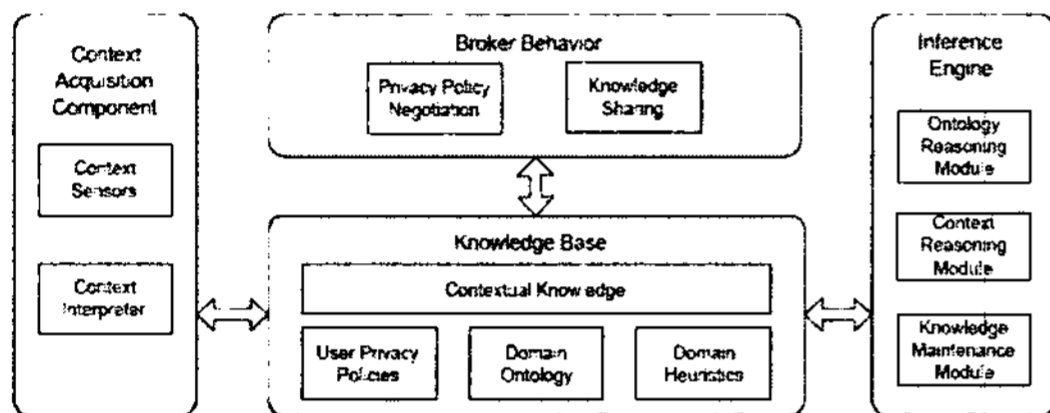 Context
Acquisition
Component
Context
Sensors
Context
Interpreter
Broker Behavior
Privacy Policy
Negotiation
Knowledge
Sharing
Knowledge Base
Contextual Knowledge
User Privacy
Policies
Domain
Ontology
Domain
Heuristics
Inference
Engine
Ontology
Reasoning
Module
Context
Reasoning
Module
Knowledge
Maintenance
Module